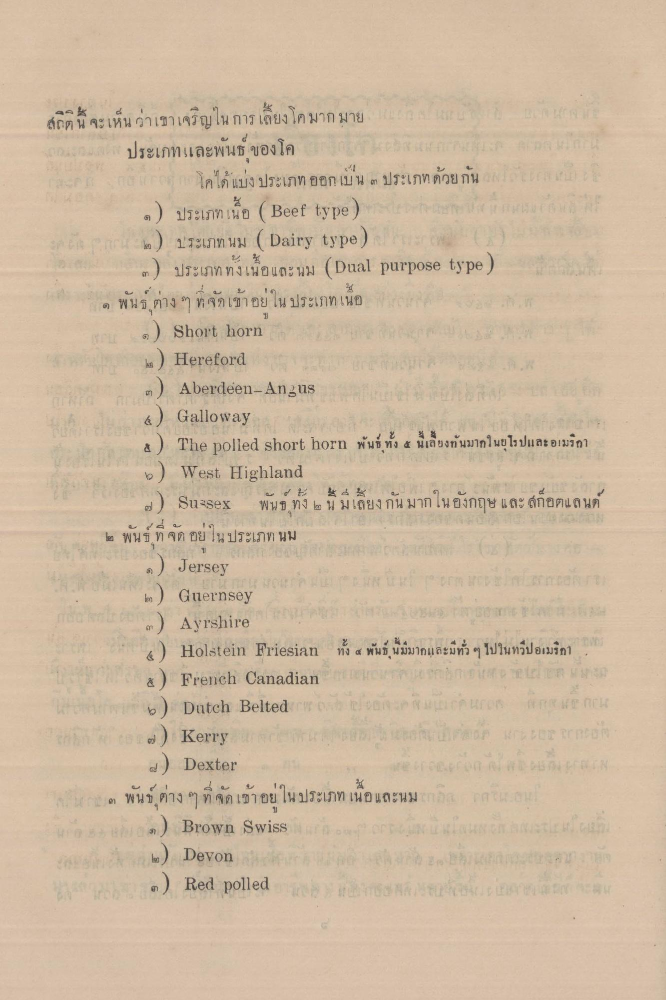 สถิตินี้จะเห็นว่าเขาเจริญในการเลี้ยงโคมากมาย
ประเภทและพันธุ์ของโค
โคได้แบ่งประเภทออกเป็น ๓ ประเภทด้วยกัน
๑) ประเภทเนื้อ (Beef type)
๒) ประเภทนม (Dairy type)
๓) ประเภททั้งเนื้อและนม (Dual purpose type)
๑ พันธุ์ต่าง ๆ ที่จัดเข้าอยู่ในประเภทเนื้อ
๑) Short horn
๒) Hereford
๓) Aberdeen-Angus
๔) Galloway
๕) The polled short horn พันธุ์ทั้ง ๕ นี้เลี้ยงกันมากในยุโรปและอเมริกา
๖) West Highland
๗) Sussex พันธุ์ทั้ง ๒ นี้ มีเลี้ยงกันมากในอังกฤษ และ สก็อตแลนด์
๒ พันธุ์ที่จัดอยู่ในประเภทนม
๑) Jersey
๒) Guernsey
๓) Ayrshire
๔) Holstein Friesian ทั้ง ๔ พันธุ์นี้มีมากและมีทั่ว ๆ ไปในทวีปอเมริกา
๕) French Canadian
๖) Dutch Belted
๗) Kerry
๘) Dexter
๓ พันธุ์ต่าง ๆ ที่จัดเข้าอยู่ในประเภทเนื้อและนม
๑) Brown Swiss
๒) Devon
๓) Red polled